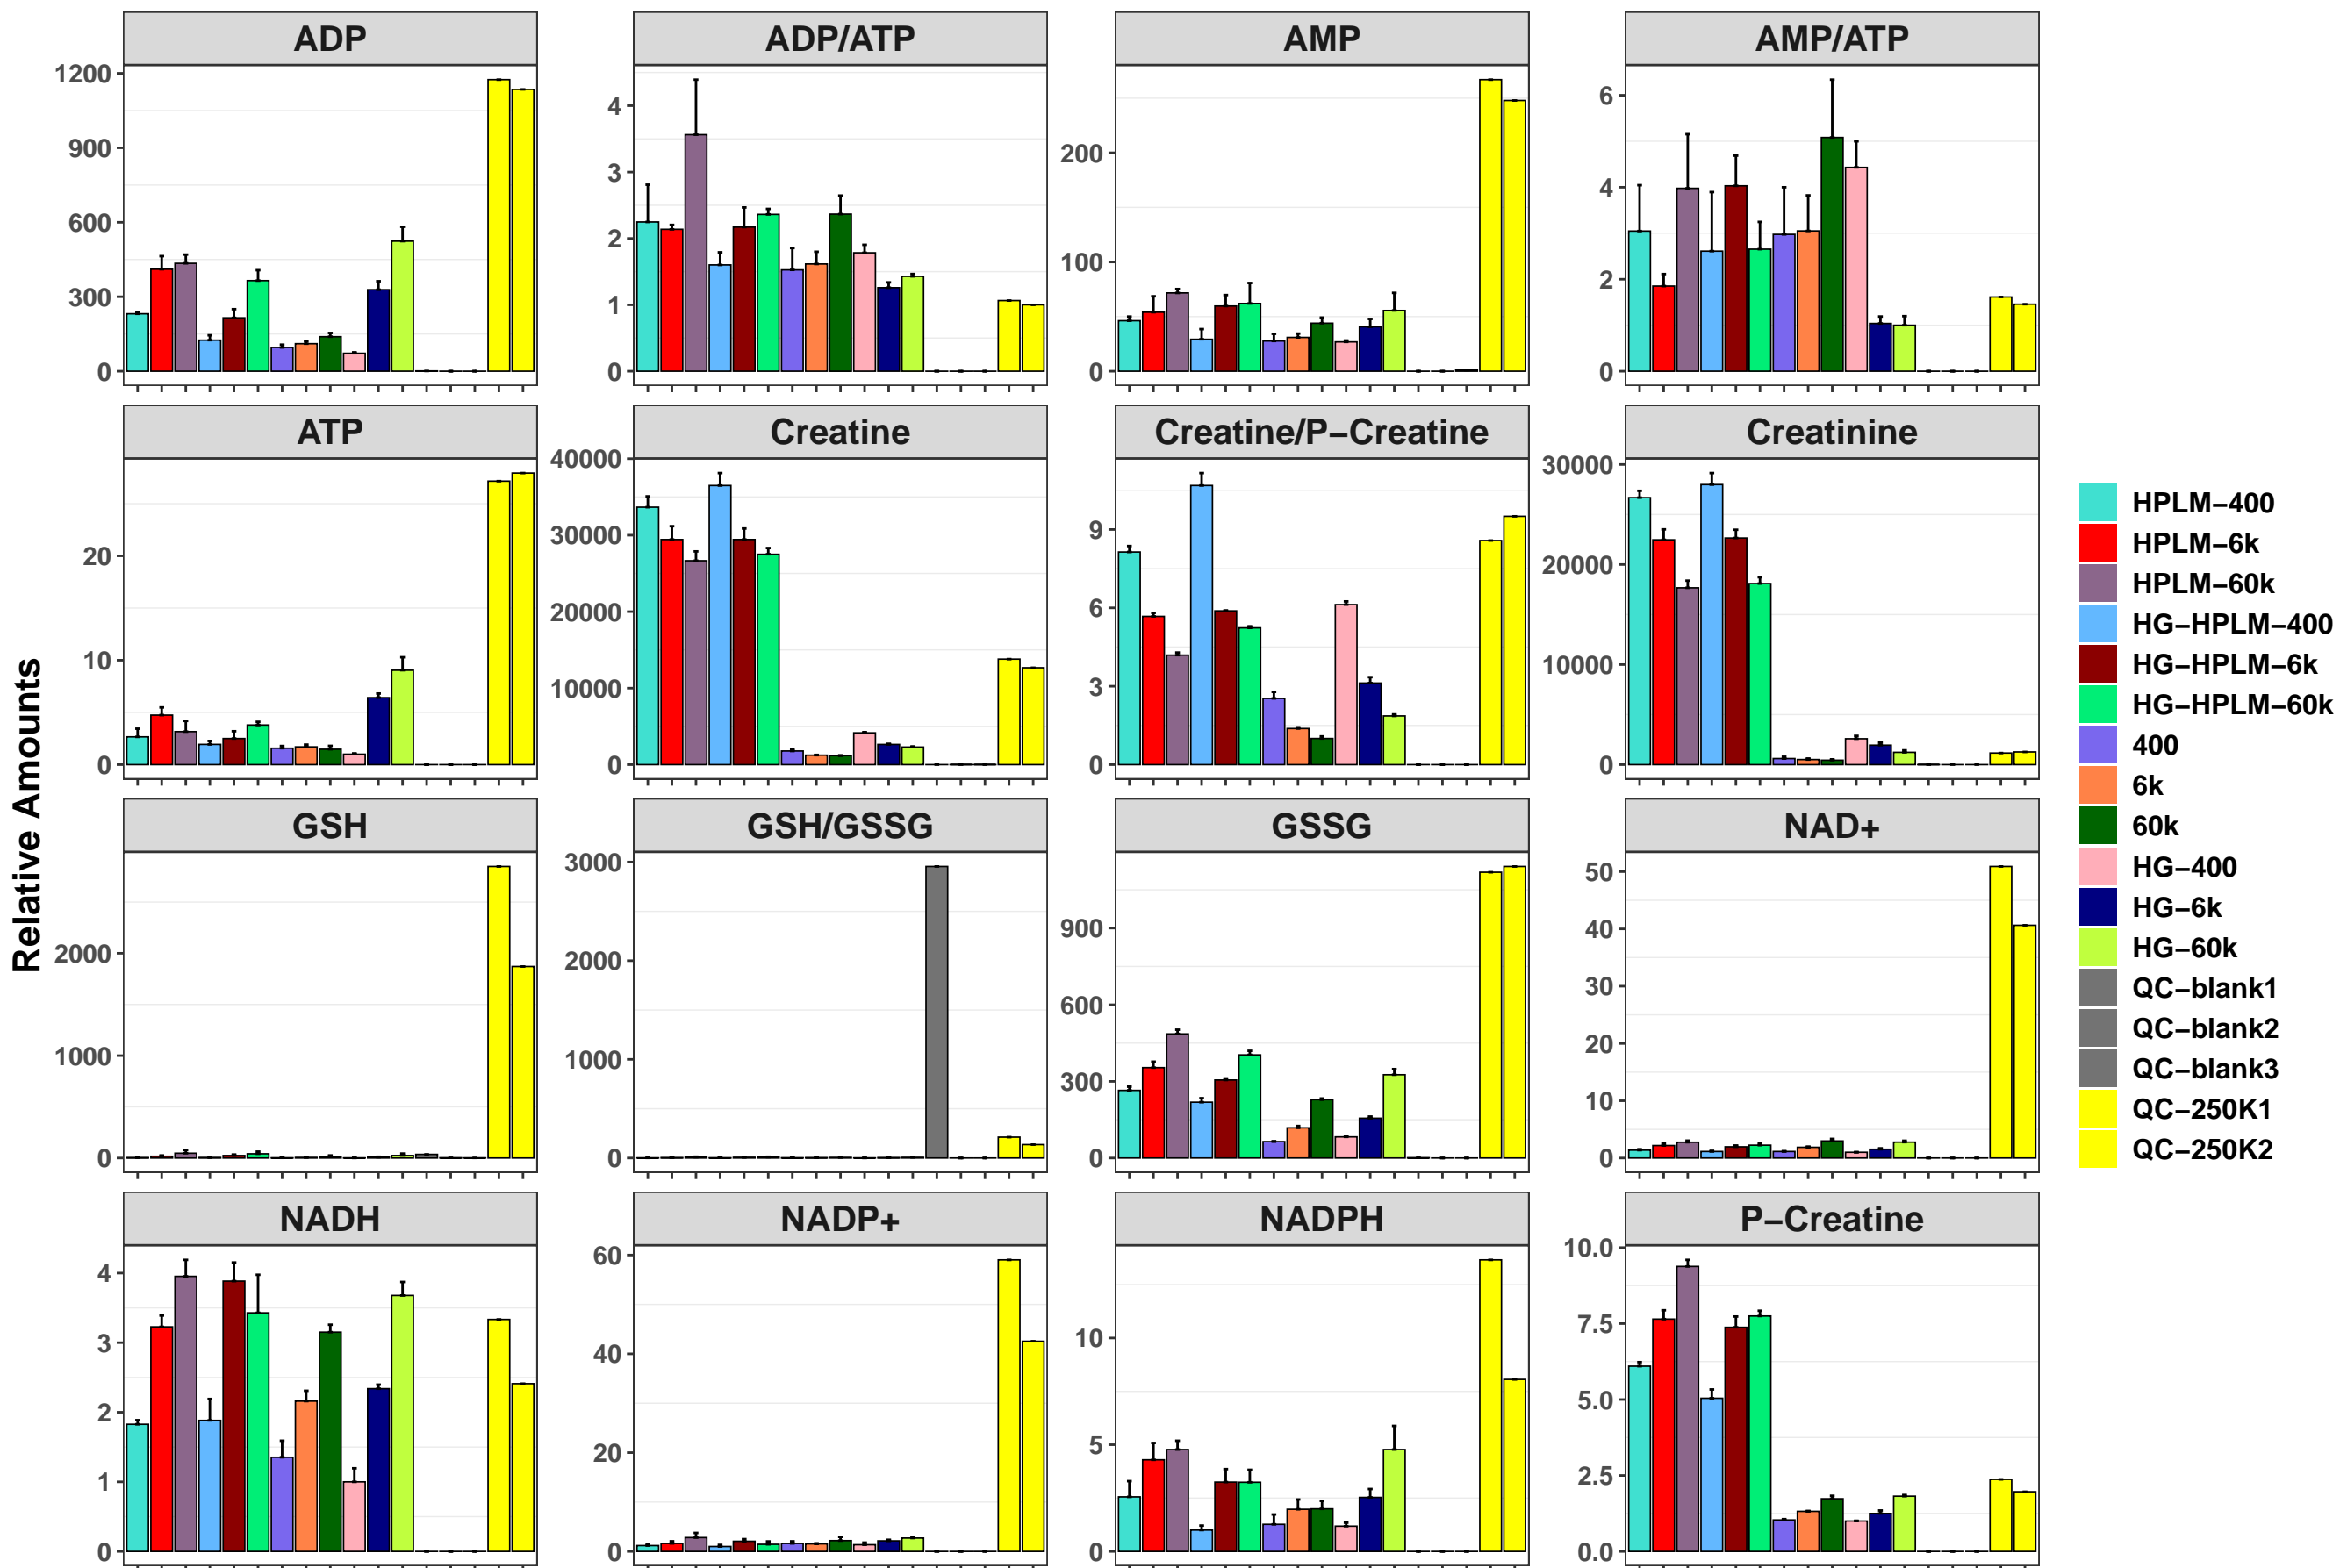 ADP
ADP/ATP
AMP
AMP/ATP
1200
900
600
300
0
4
3
2
1
0
200
100
0
6
4
2
0
ATP
Creatine
Creatine/P−Creatine
Creatinine
20
10
0
40000
30000
20000
10000
0
9
6
3
0
30000
20000
10000
0
GSH
GSH/GSSG
GSSG
NAD+
2000
1000
0
3000
2000
1000
0
900
600
300
0
50
40
30
20
10
0
NADH
NADP+
NADPH
P−Creatine
4
3
2
1
0
60
40
20
0
10
5
0
10.0
7.5
5.0
2.5
0.0
Relative Amounts
HPLM−400
HPLM−6k
HPLM−60k
HG−HPLM−400
HG−HPLM−6k
HG−HPLM−60k
400
6k
60k
HG−400
HG−6k
HG−60k
QC−blank1
QC−blank2
QC−blank3
QC−250K1
QC−250K2